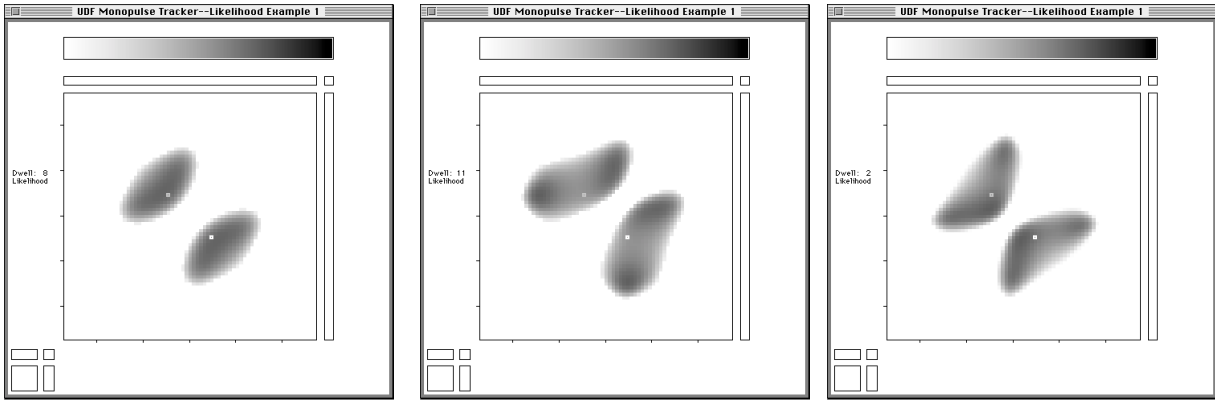 UDF Monopulse Tracker--Likelihood Example 1
Dwell: 8
Likelihood
UDF Monopulse Tracker--Likelihood Example 1
Dwell: 11
Likelihood
UDF Monopulse Tracker--Likelihood Example 1
Dwell: 2
Likelihood